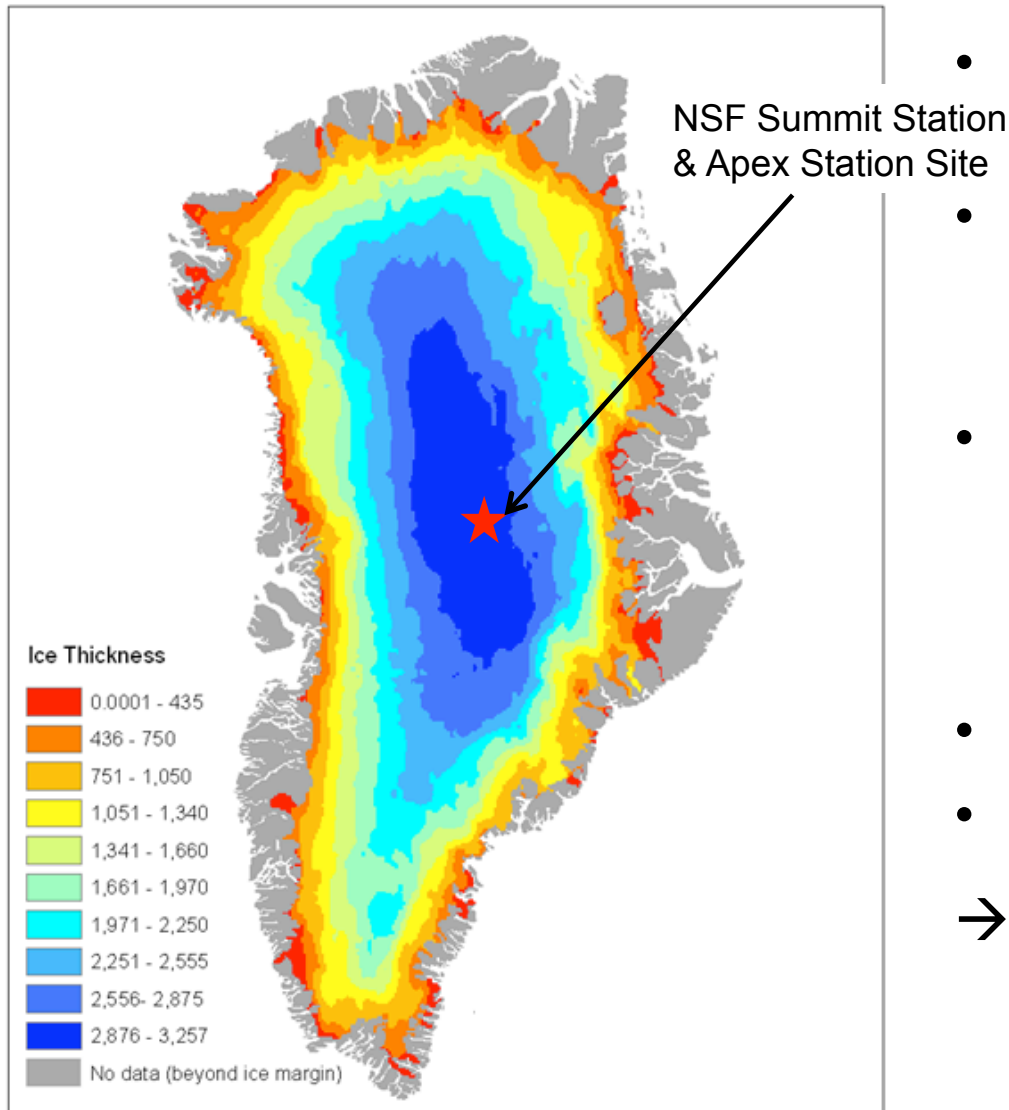 •
NSF Summit Station
& Apex Station Site
•
•
Ice Thickness
0.0001 - 435
436 - 750
•
751 - 1,050
1,051 - 1,340
•
1,341 - 1,660
1,661 - 1,970
→
1,971 - 2,250
2,251 - 2,555
2,556- 2,875
2,876 - 3,257
No data (beyond ice margin)